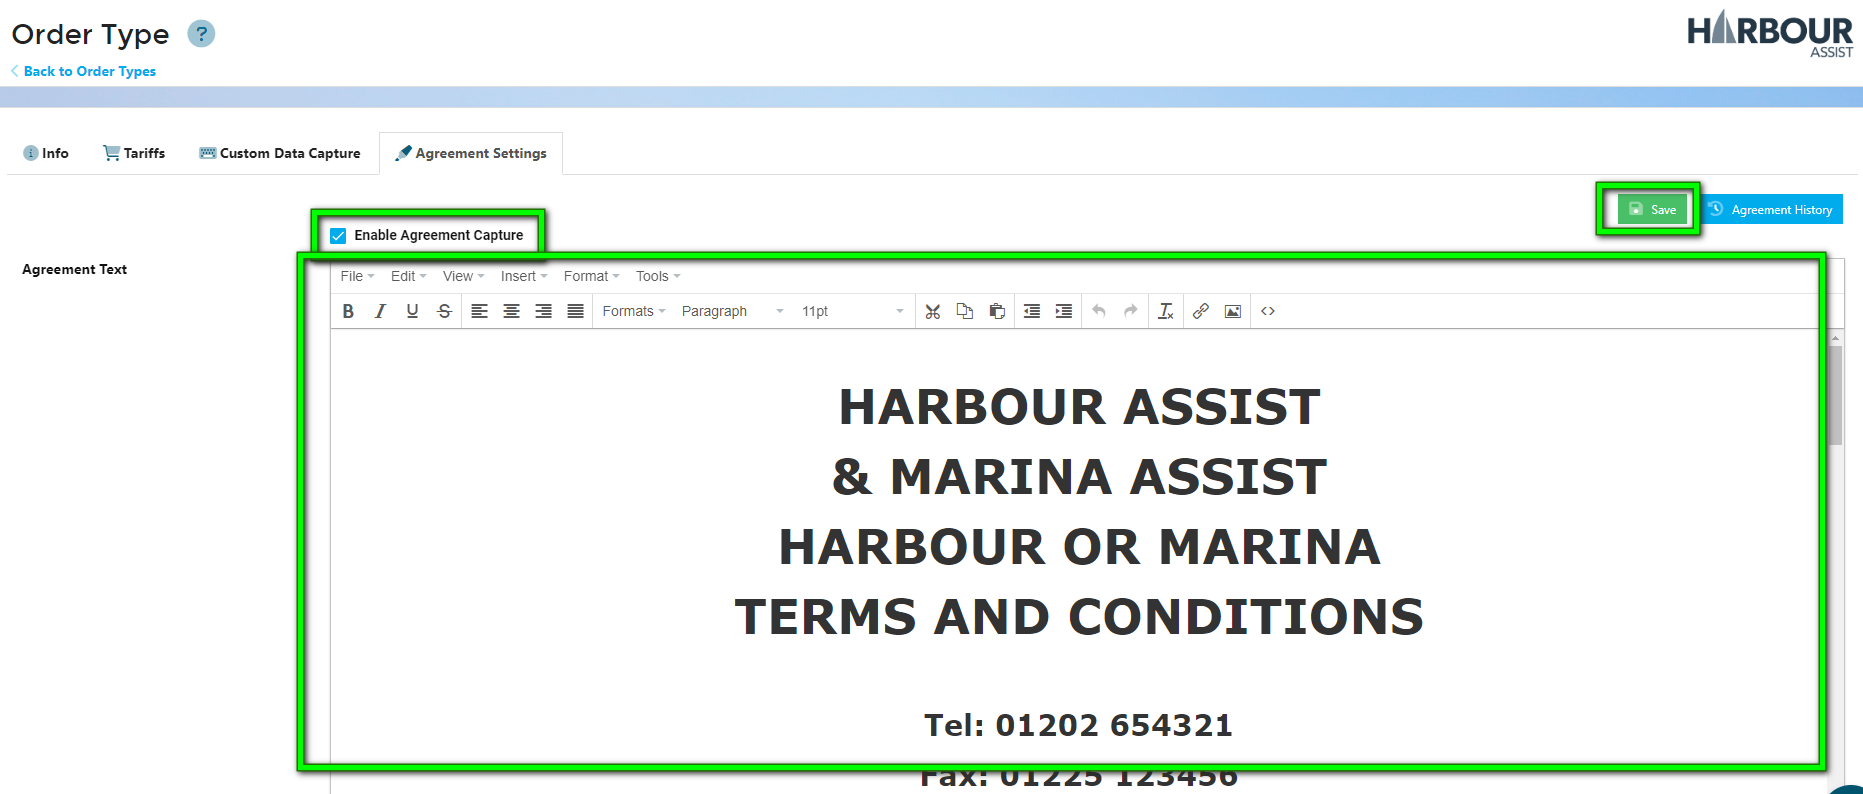 Order Type ?
HARBOUR
ASSIST
Back to Order Types
Info Tariffs Custom Data Capture Agreement Settings
Save Agreement History
Enable Agreement Capture
Agreement Text
File Edit View Insert Format Tools
B I U S Formats Paragraph 11pt
HARBOUR ASSIST
& MARINA ASSIST
HARBOUR OR MARINA
TERMS AND CONDITIONS
Tel: 01202 654321
Fax: 01225 123456